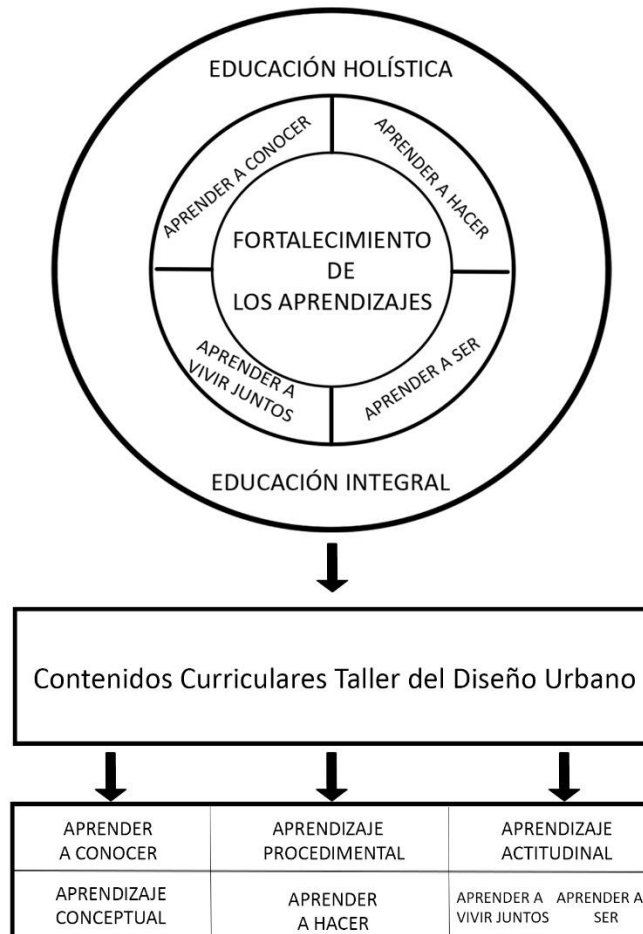 EDUCACIÓN HOLÍSTICA
APRENDER A CONOCER
APRENDER A HACER
FORTALECIMIENTO
DE
LOS APRENDIZAJES
APRENDER A
VIVIR JUNTOS
APRENDER A SER
EDUCACIÓN INTEGRAL
Contenidos Curriculares Taller del Diseño Urbano
APRENDER
A CONOCER
APRENDIZAJE
PROCEDIMENTAL
APRENDIZAJE
ACTITUDINAL
APRENDIZAJE
CONCEPTUAL
APRENDER
A HACER
APRENDER A
VIVIR JUNTOS
APRENDER A
SER